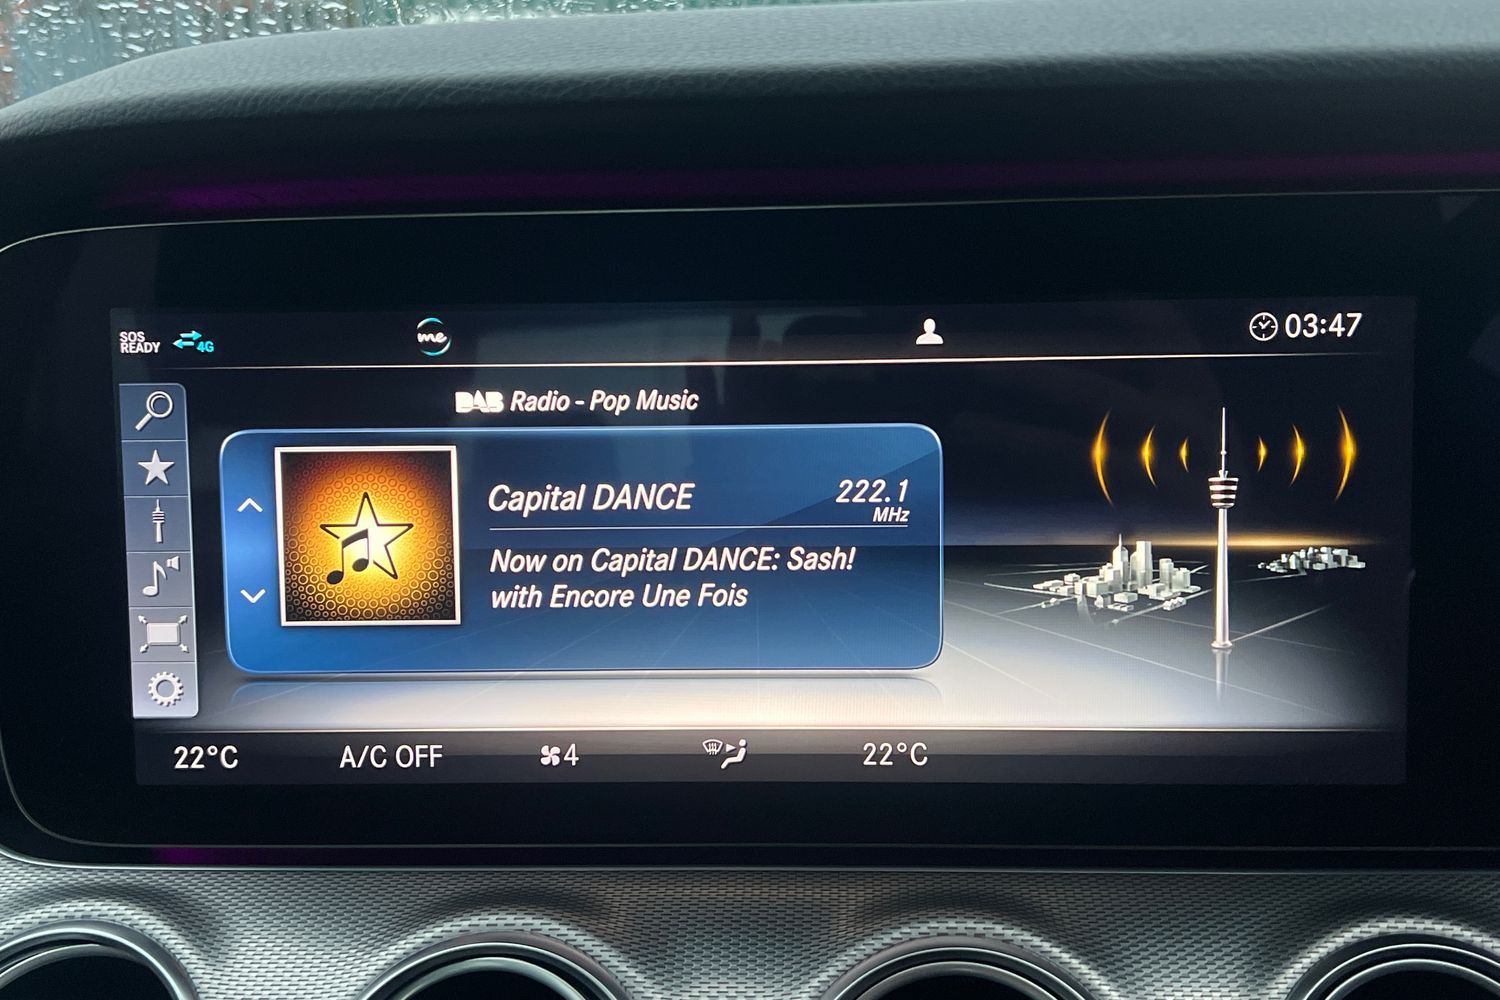 SOS
READY
4G
me
03:47
DAB Radio - Pop Music
Capital DANCE
222.1
MHz
Now on Capital DANCE: Sash!
with Encore Une Fois
22°C
A/C OFF
4
22°C